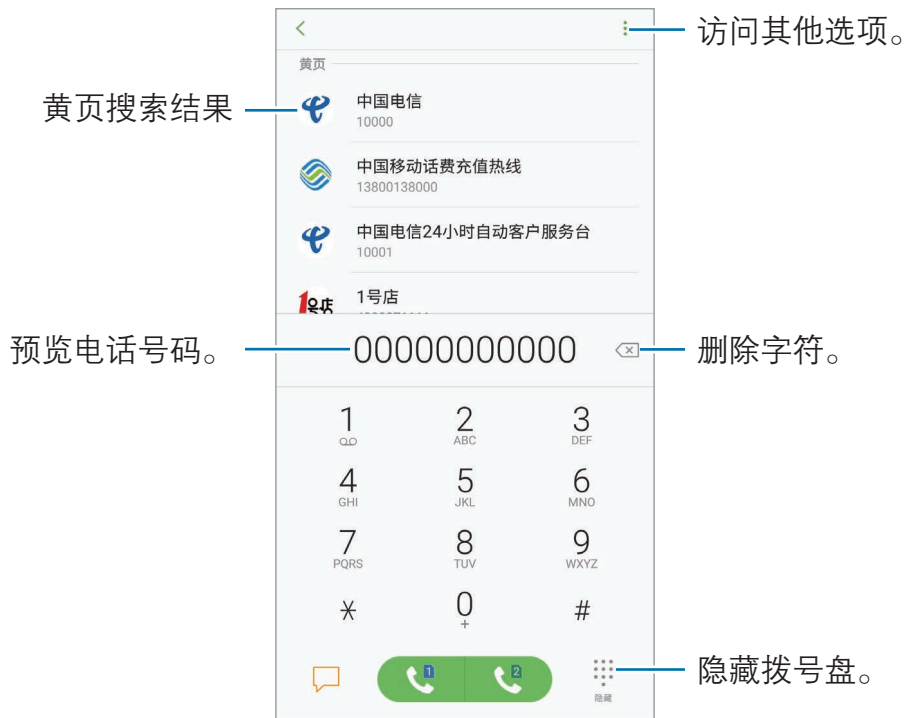 访问其他选项。
黄页
黄页搜索结果
中国电信
10000
中国移动话费充值热线
13800138000
中国电信24小时自动客户服务台
10001
1号店
1号店
预览电话号码。
00000000000
删除字符。
1
2 ABC
3 DEF
4 GHI
5 JKL
6 MNO
7 PQRS
8 TUV
9 WXYZ
*
0 +
#
1
2
隐藏
隐藏拨号盘。